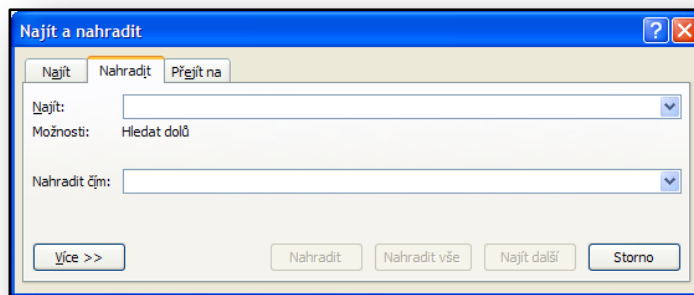 Najít a nahradit
Najít Nahradit Přejít na
Najít:
Možnosti: Hledat dolů
Nahradit čím:
Více >> Nahradit Nahradit vše Najít další Storno